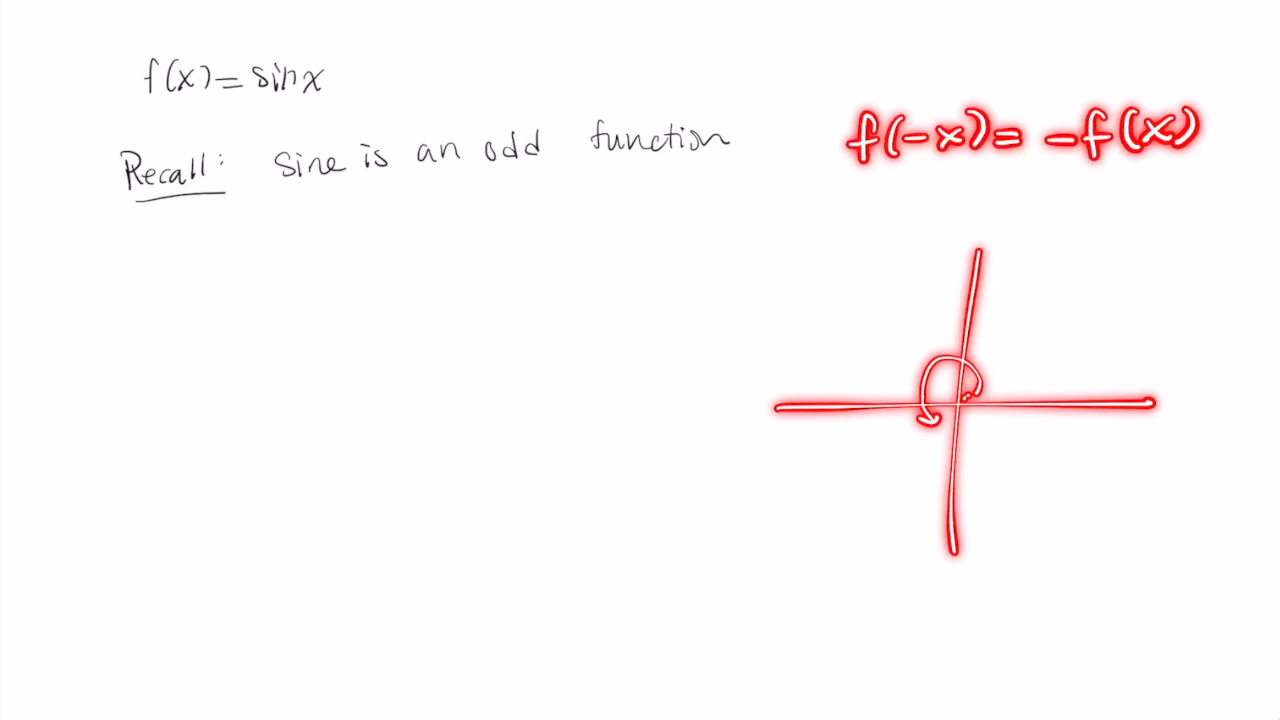 f(x) = sin x
Recall: Sine is an odd function
f(-x) = -f(x)